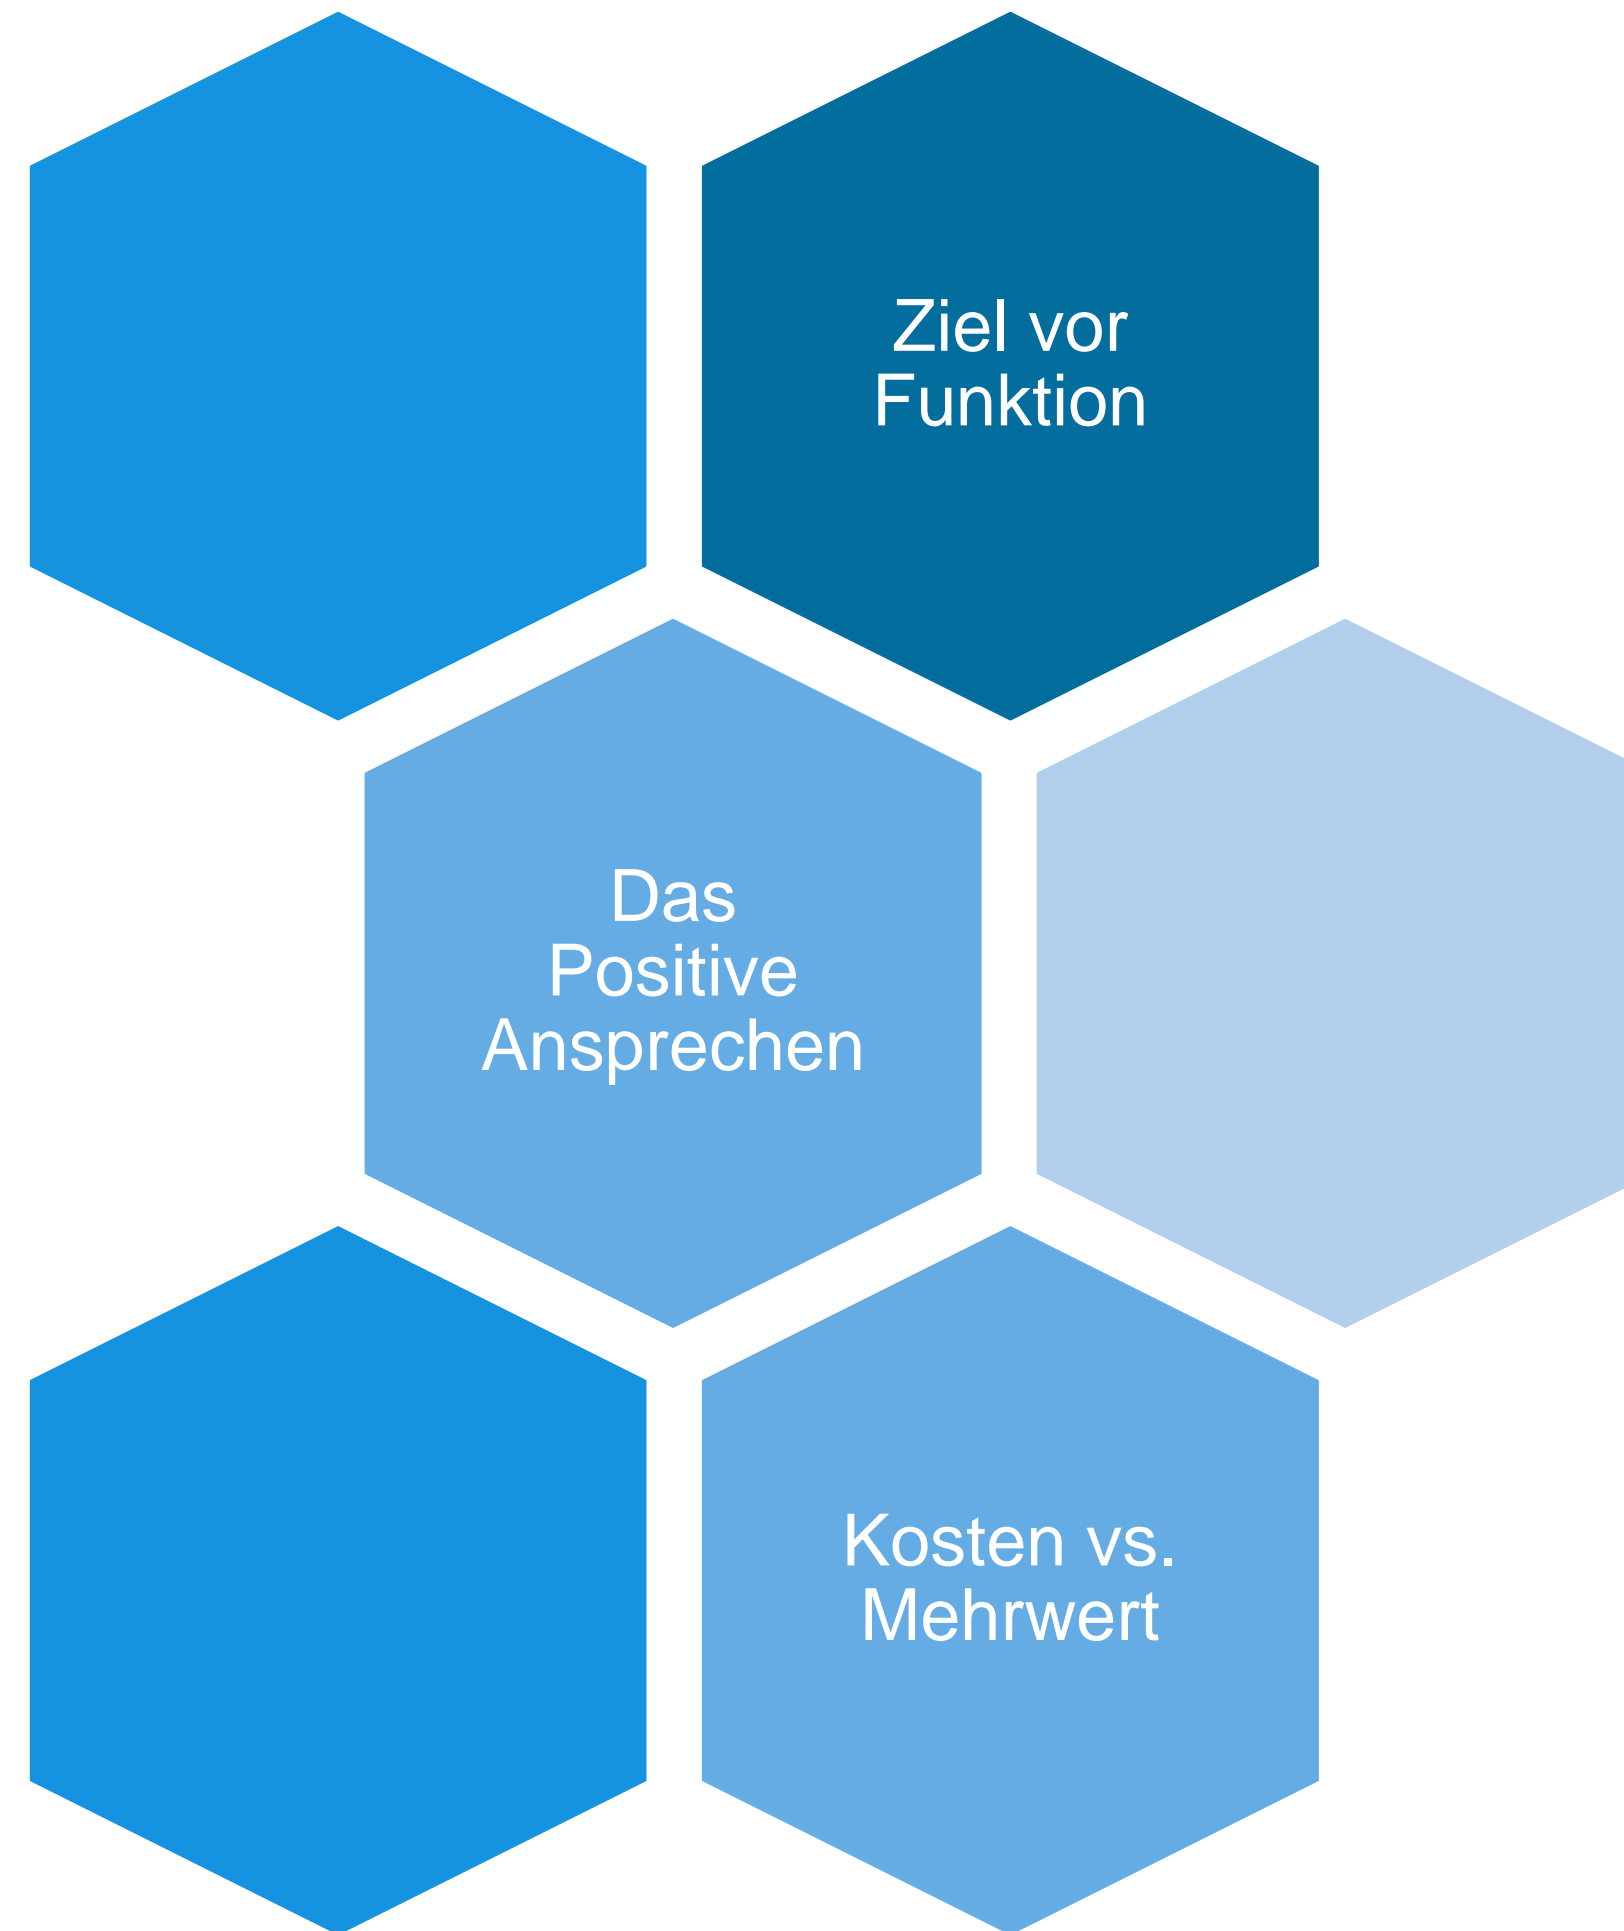 Ziel vor
Funktion
Das
Positive
Ansprechen
Kosten vs.
Mehrwert